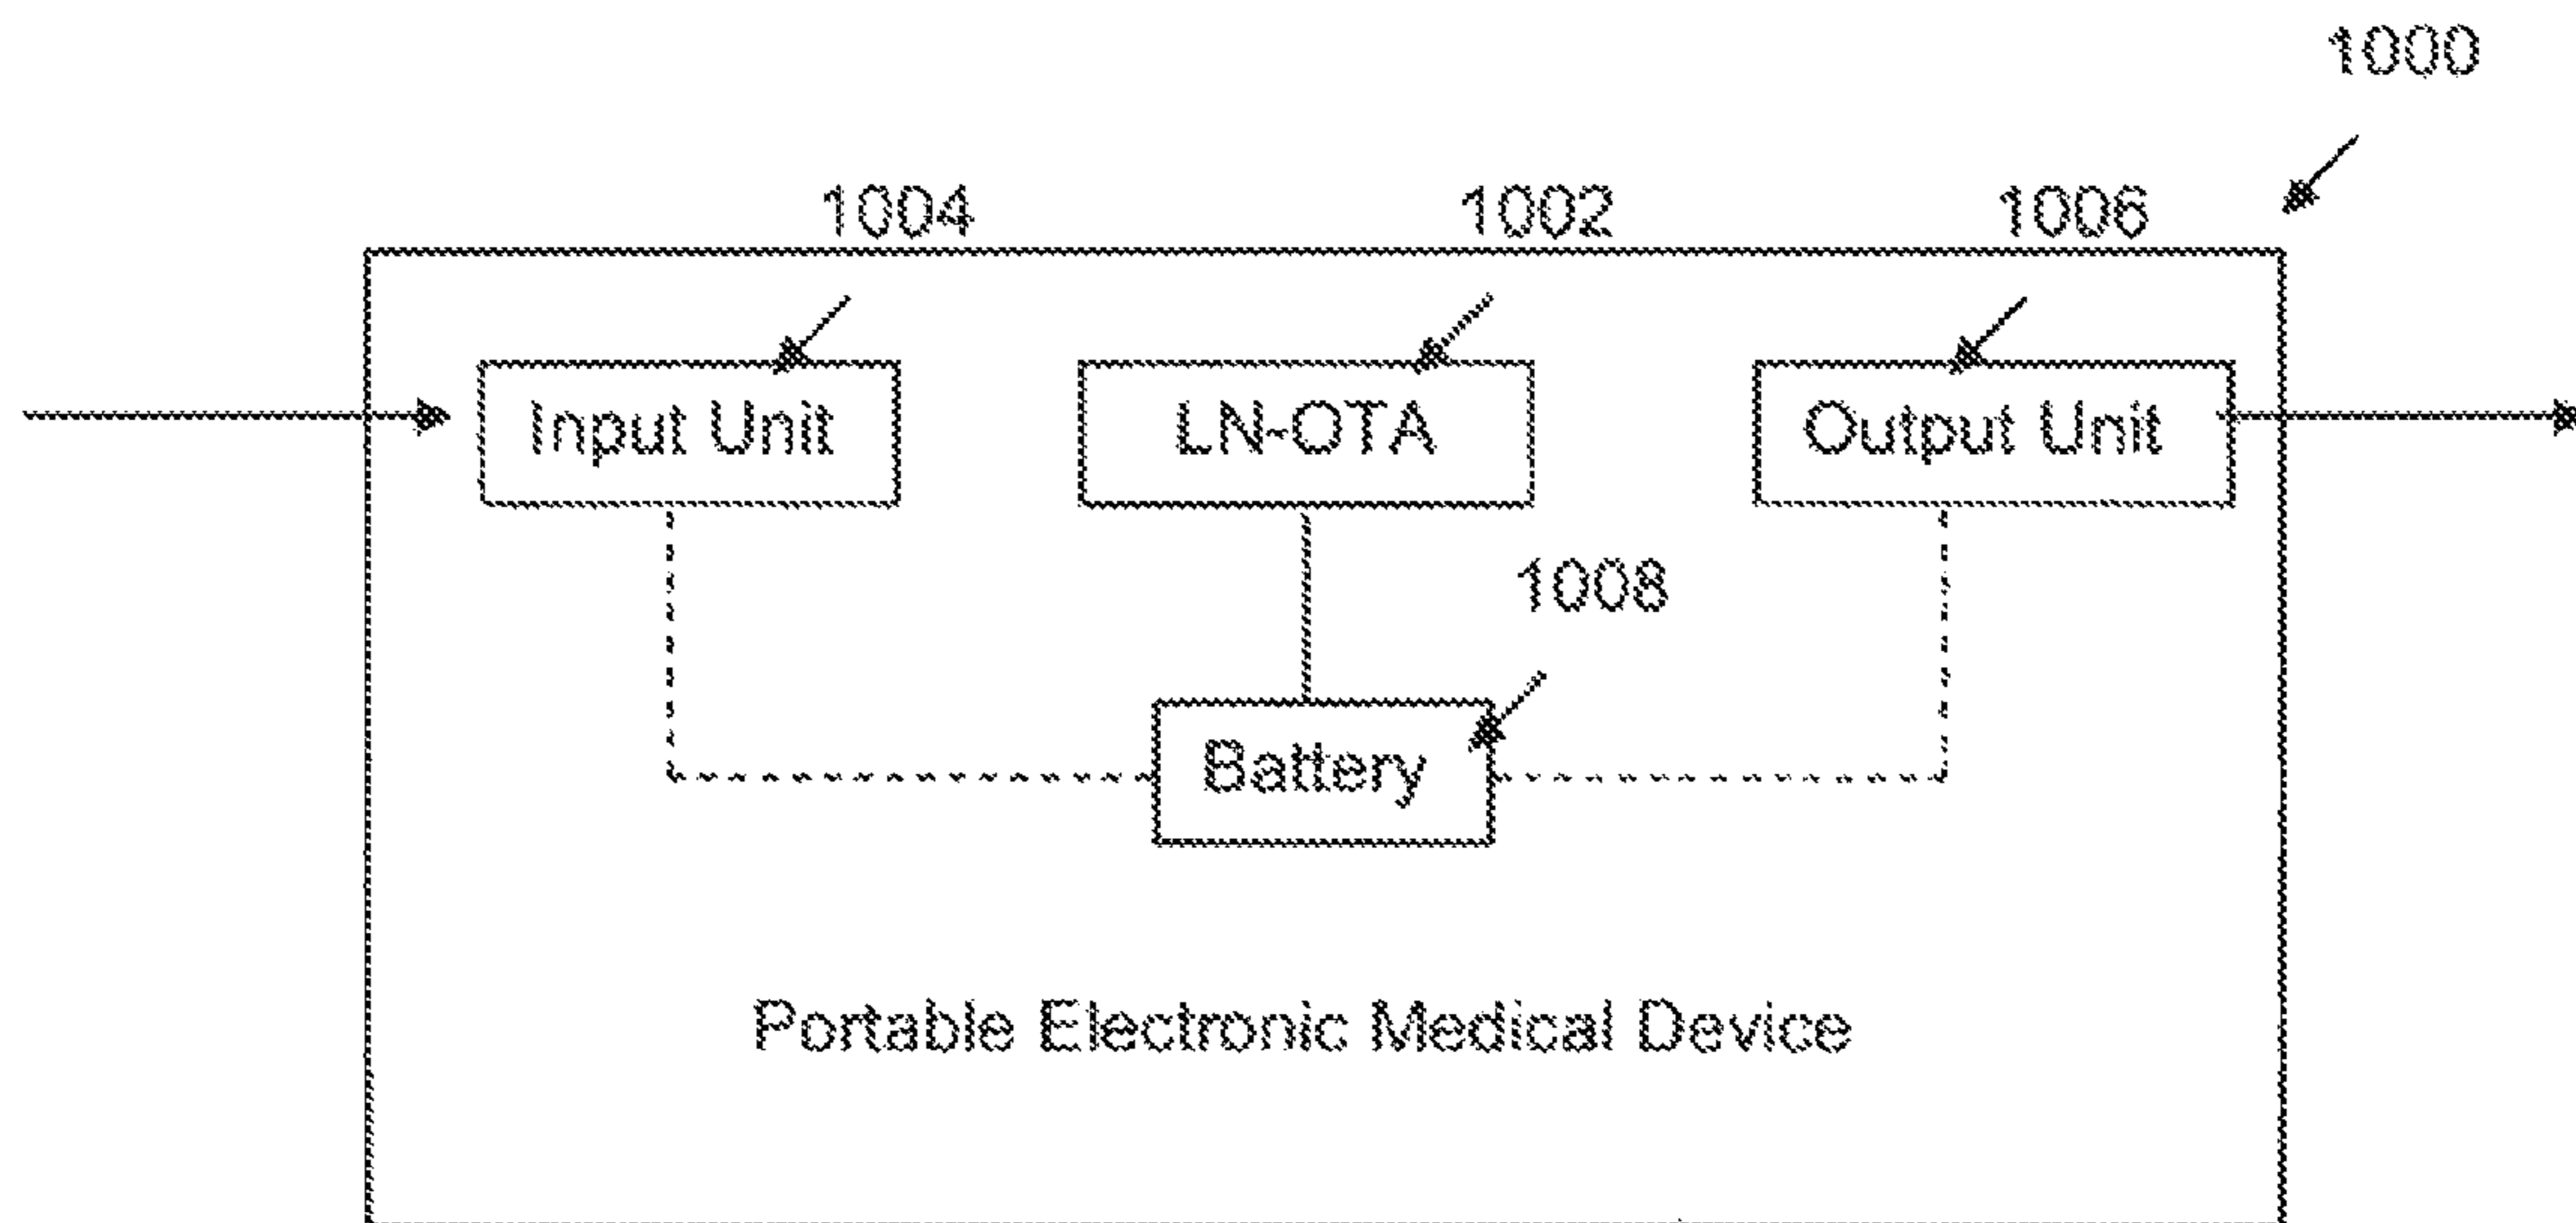 1000
1004
1002
1006
Input Unit
LN-OTA
Output Unit
1008
Battery
Portable Electronic Medical Device